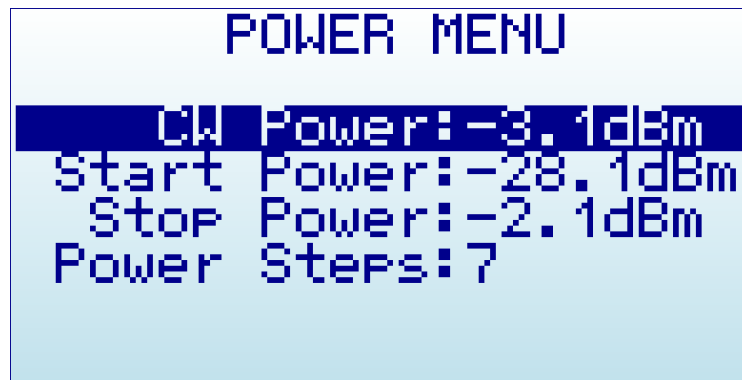 POWER MENU
CW Power:-3.1dBm
Start Power:-28.1dBm
Stop Power:-2.1dBm
Power Steps:7